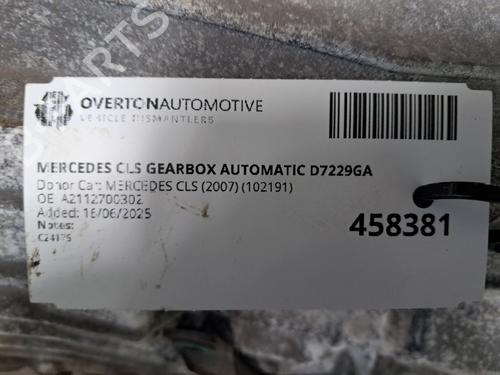 OVERTONAUTOMOTIVE
VEHICLE DISMANTLERS
MERCEDES CLS GEARBOX AUTOMATIC D7229GA
Donor Car: MERCEDES CLS (2007) (102191)
OE: A2112700302
Added: 16/06/2025
Notes:
458381